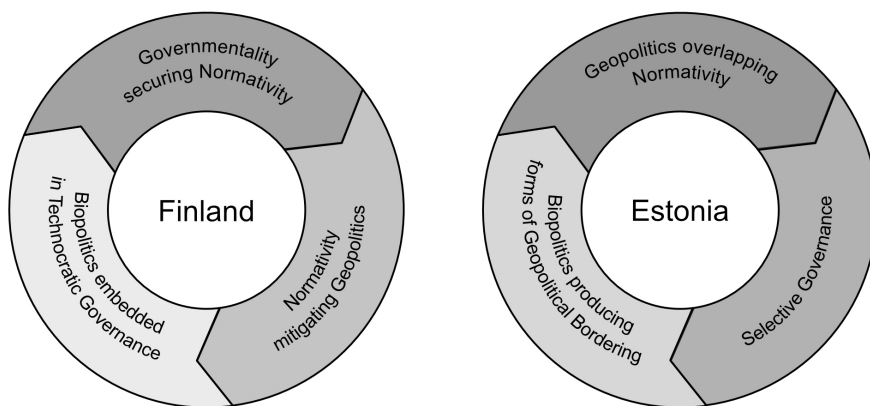 Governmentality
securing Normativity
Normativity
mitigating Geopolitics
Biopolitics embedded
in Technocratic Governance
Finland
Geopolitics overlapping
Normativity
Selective Governance
Biopolitics producing
forms of Geopolitical Bordering
Estonia